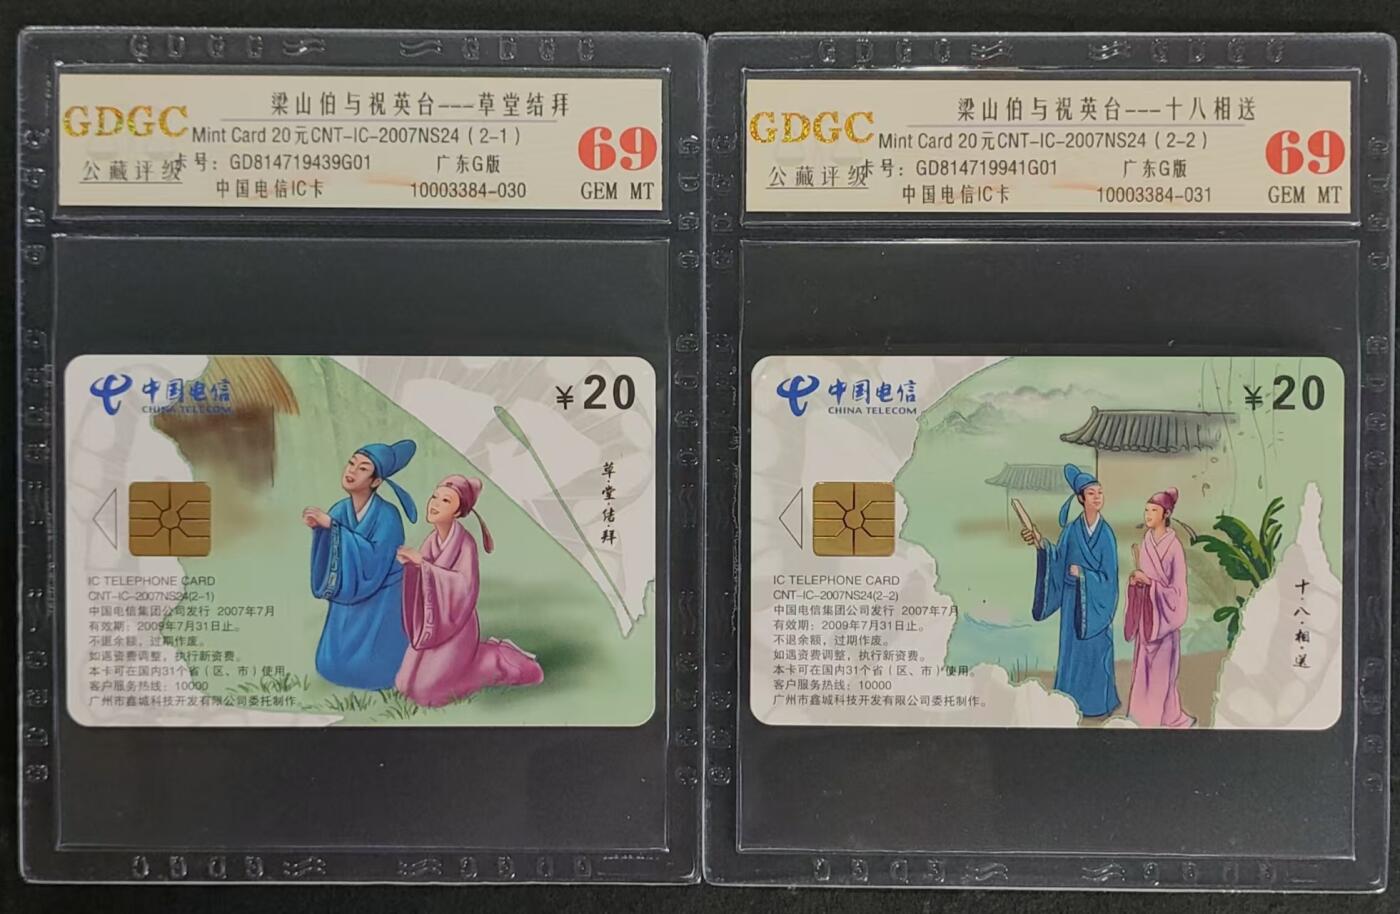 GDGC
公藏评级
梁山伯与祝英台---草堂结拜
Mint Card 20元CNT-IC-2007NS24（2-1）
卡号：GD814719439G01 广东G版
中国电信IC卡 10003384-030
69
GEM MT
中国电信
CHINA TELECOM
¥20
草·堂·结·拜
IC TELEPHONE CARD
CNT-IC-2007NS24(2-1)
中国电信集团公司发行 2007年7月
有效期：2009年7月31日止。
不退余额，过期作废。
如遇资费调整，执行新资费。
本卡可在国内31个省（区、市）使用。
客户服务热线：10000
广州市鑫城科技开发有限公司委托制作。
GDGC
公藏评级
梁山伯与祝英台---十八相送
Mint Card 20元CNT-IC-2007NS24（2-2）
卡号：GD814719941G01 广东G版
中国电信IC卡 10003384-031
69
GEM MT
中国电信
CHINA TELECOM
¥20
十·八·相·送
IC TELEPHONE CARD
CNT-IC-2007NS24(2-2)
中国电信集团公司发行 2007年7月
有效期：2009年7月31日止。
不退余额，过期作废。
如遇资费调整，执行新资费。
本卡可在国内31个省（区、市）使用。
客户服务热线：10000
广州市鑫城科技开发有限公司委托制作。